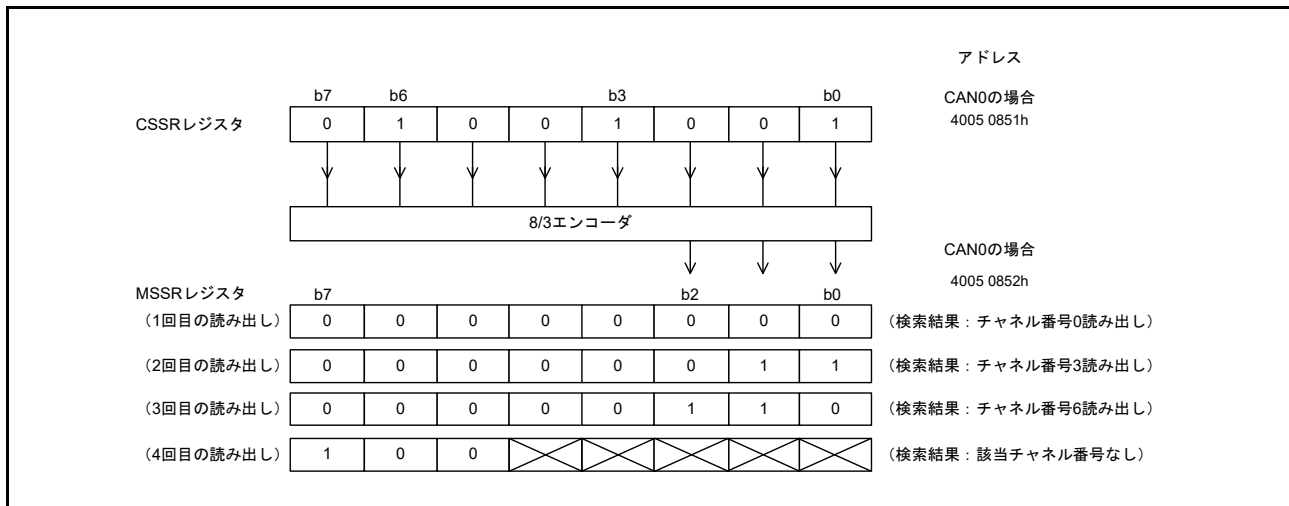 アドレス
b7 b6 b3 b0 CAN0の場合
CSSRレジスタ 0 1 0 0 1 0 0 1 4005 0851h
8/3エンコーダ
CAN0の場合
4005 0852h
MSSRレジスタ b7 b2 b0
(1回目の読み出し) 0 0 0 0 0 0 0 0 (検索結果:チャネル番号0読み出し)
(2回目の読み出し) 0 0 0 0 0 0 1 1 (検索結果:チャネル番号3読み出し)
(3回目の読み出し) 0 0 0 0 0 1 1 0 (検索結果:チャネル番号6読み出し)
(4回目の読み出し) 1 0 0 (検索結果:該当チャネル番号なし)